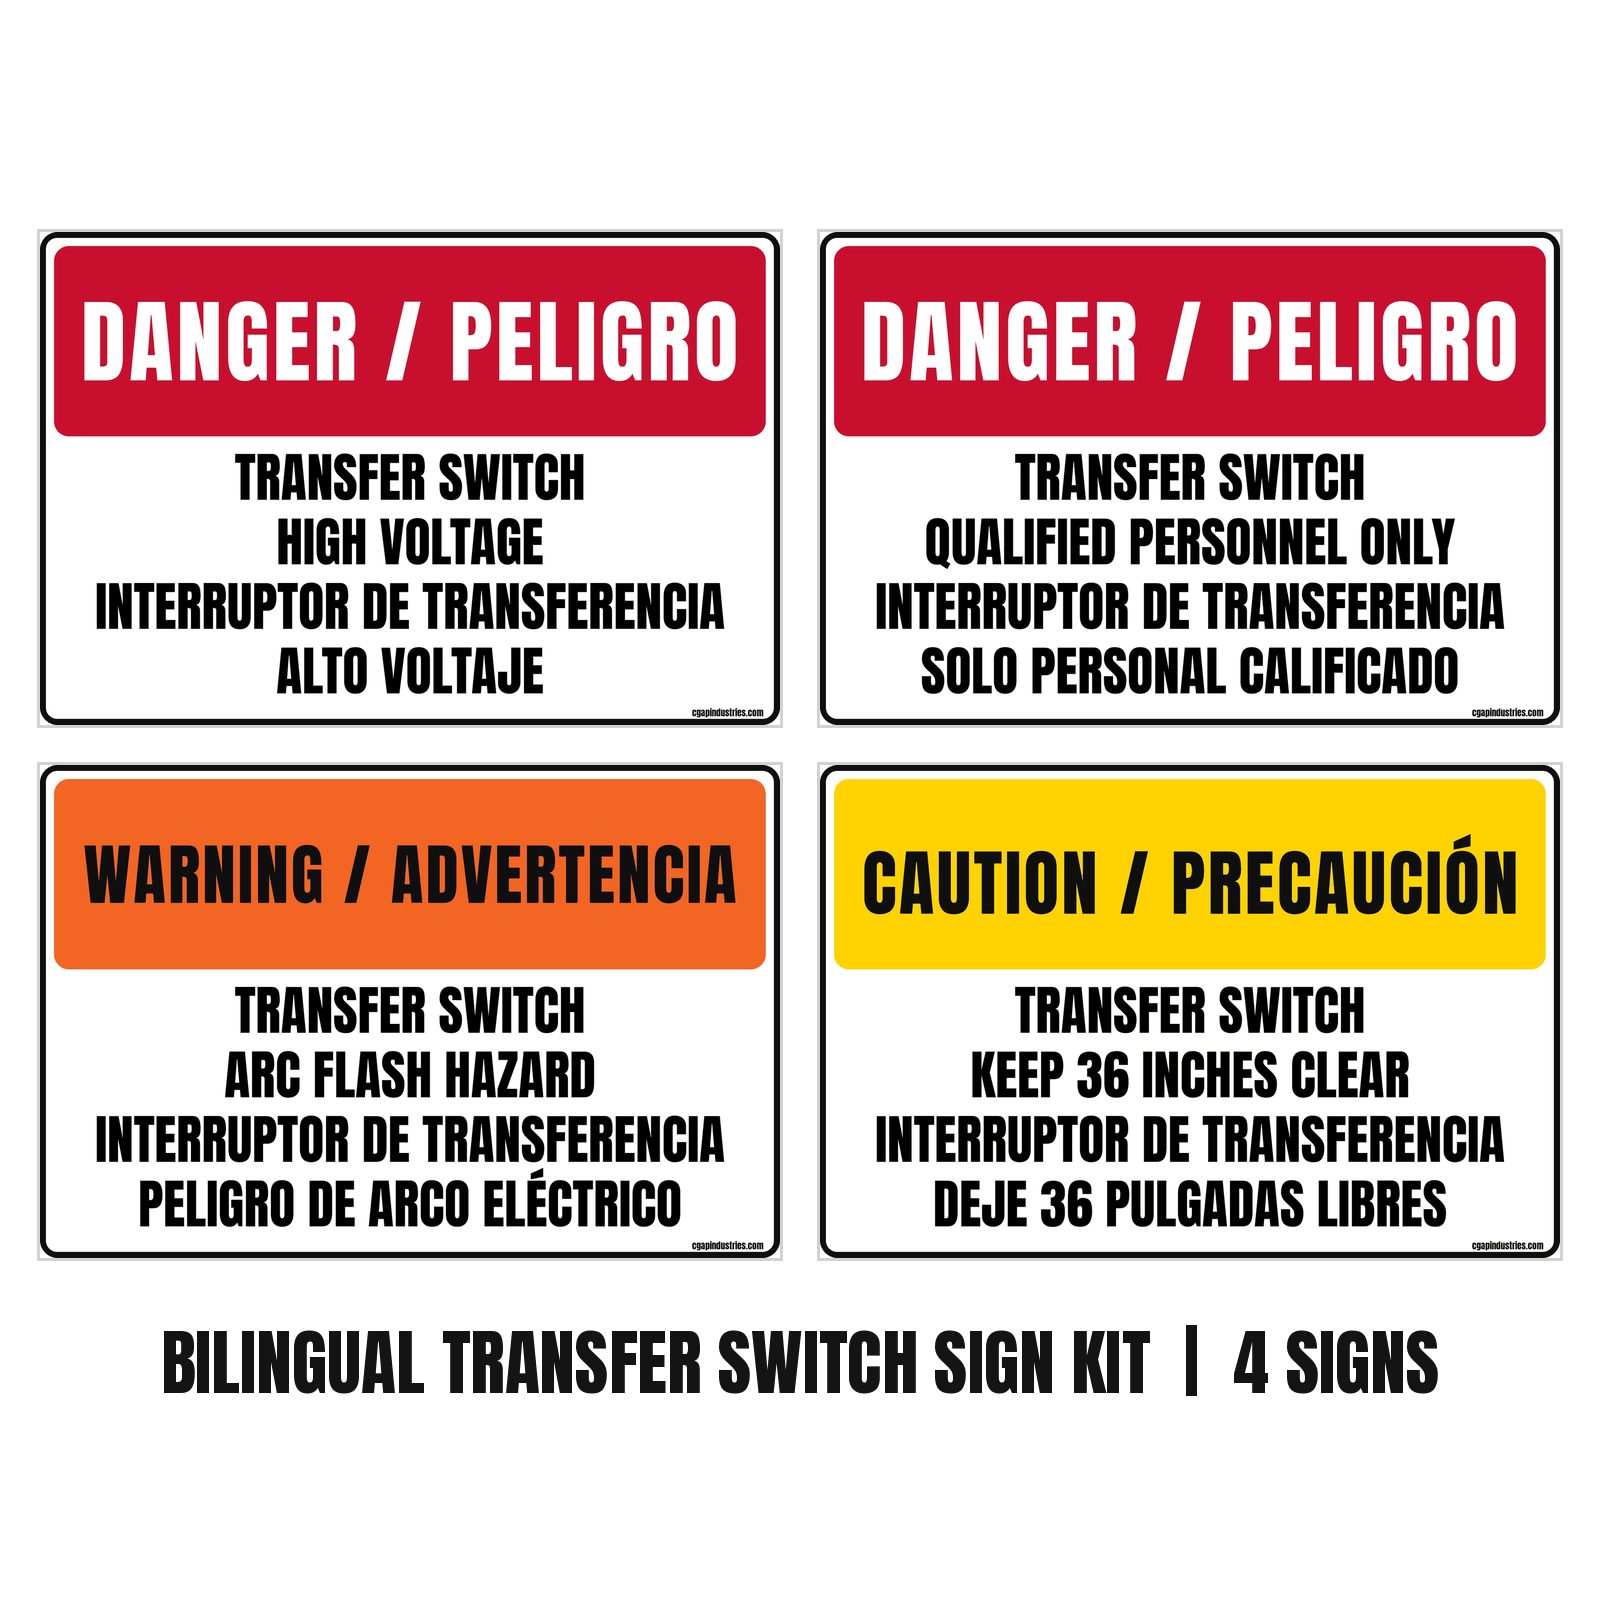 DANGER / PELIGRO
TRANSFER SWITCH
HIGH VOLTAGE
INTERRUPTOR DE TRANSFERENCIA
ALTO VOLTAJE
cgapindustries.com
DANGER / PELIGRO
TRANSFER SWITCH
QUALIFIED PERSONNEL ONLY
INTERRUPTOR DE TRANSFERENCIA
SOLO PERSONAL CALIFICADO
cgapindustries.com
WARNING / ADVERTENCIA
TRANSFER SWITCH
ARC FLASH HAZARD
INTERRUPTOR DE TRANSFERENCIA
PELIGRO DE ARCO ELÉCTRICO
cgapindustries.com
CAUTION / PRECAUCIÓN
TRANSFER SWITCH
KEEP 36 INCHES CLEAR
INTERRUPTOR DE TRANSFERENCIA
DEJE 36 PULGADAS LIBRES
cgapindustries.com
BILINGUAL TRANSFER SWITCH SIGN KIT | 4 SIGNS